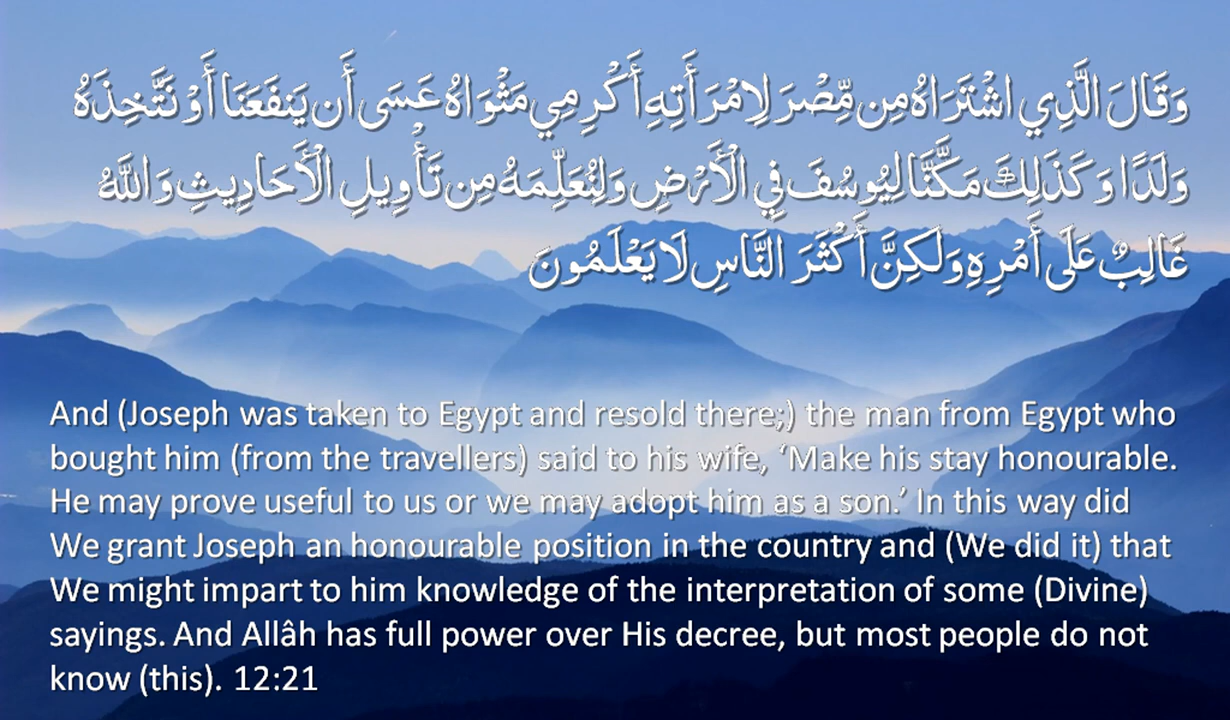 وَقَالَ الَّذِي اشْتَرَاهُ مِن مِّصْرَ لِامْرَأَتِهِ أَكْرِمِي مَثْوَاهُ عَسَى أَن يَنفَعَنَا أَوْ نَتَّخِذَهُ
وَلَدًا وَكَذَلِكَ مَكَّنَّا لِيُوسُفَ فِي الْأَرْضِ وَلِنُعَلِّمَهُ مِن تَأْوِيلِ الْأَحَادِيثِ وَاللَّهُ
غَالِبٌ عَلَى أَمْرِهِ وَلَكِنَّ أَكْثَرَ النَّاسِ لَا يَعْلَمُونَ
And (Joseph was taken to Egypt and resold there;) the man from Egypt who
bought him (from the travellers) said to his wife, ‘Make his stay honourable.
He may prove useful to us or we may adopt him as a son.’ In this way did
We grant Joseph an honourable position in the country and (We did it) that
We might impart to him knowledge of the interpretation of some (Divine)
sayings. And Allâh has full power over His decree, but most people do not
know (this). 12:21